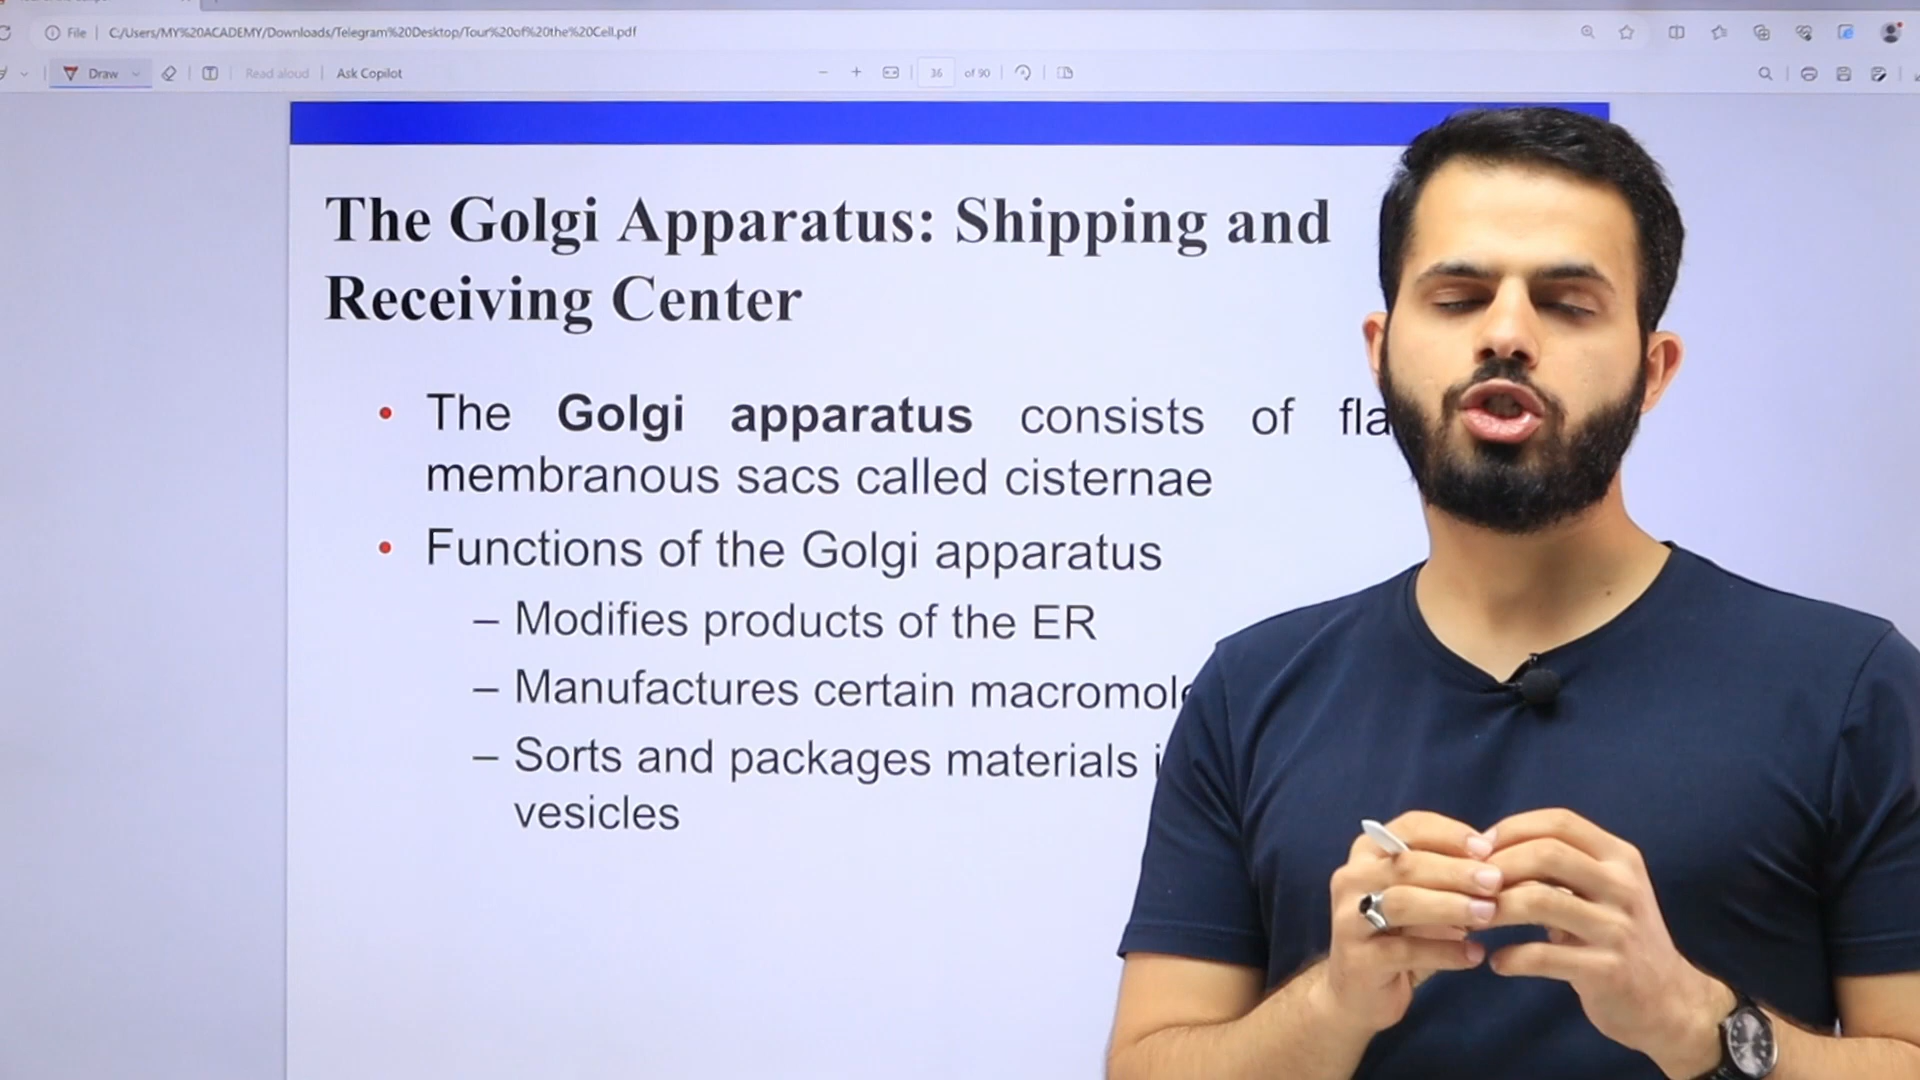 File C:/Users/MY%20ACADEMY/Downloads/Telegram%20Desktop/Tour%20of%20the%20Cell.pdf
Draw Read aloud Ask Copilot 36 of 90
The Golgi Apparatus: Shipping and
Receiving Center
• The Golgi apparatus consists of fla
membranous sacs called cisternae
• Functions of the Golgi apparatus
– Modifies products of the ER
– Manufactures certain macromole
– Sorts and packages materials i
vesicles